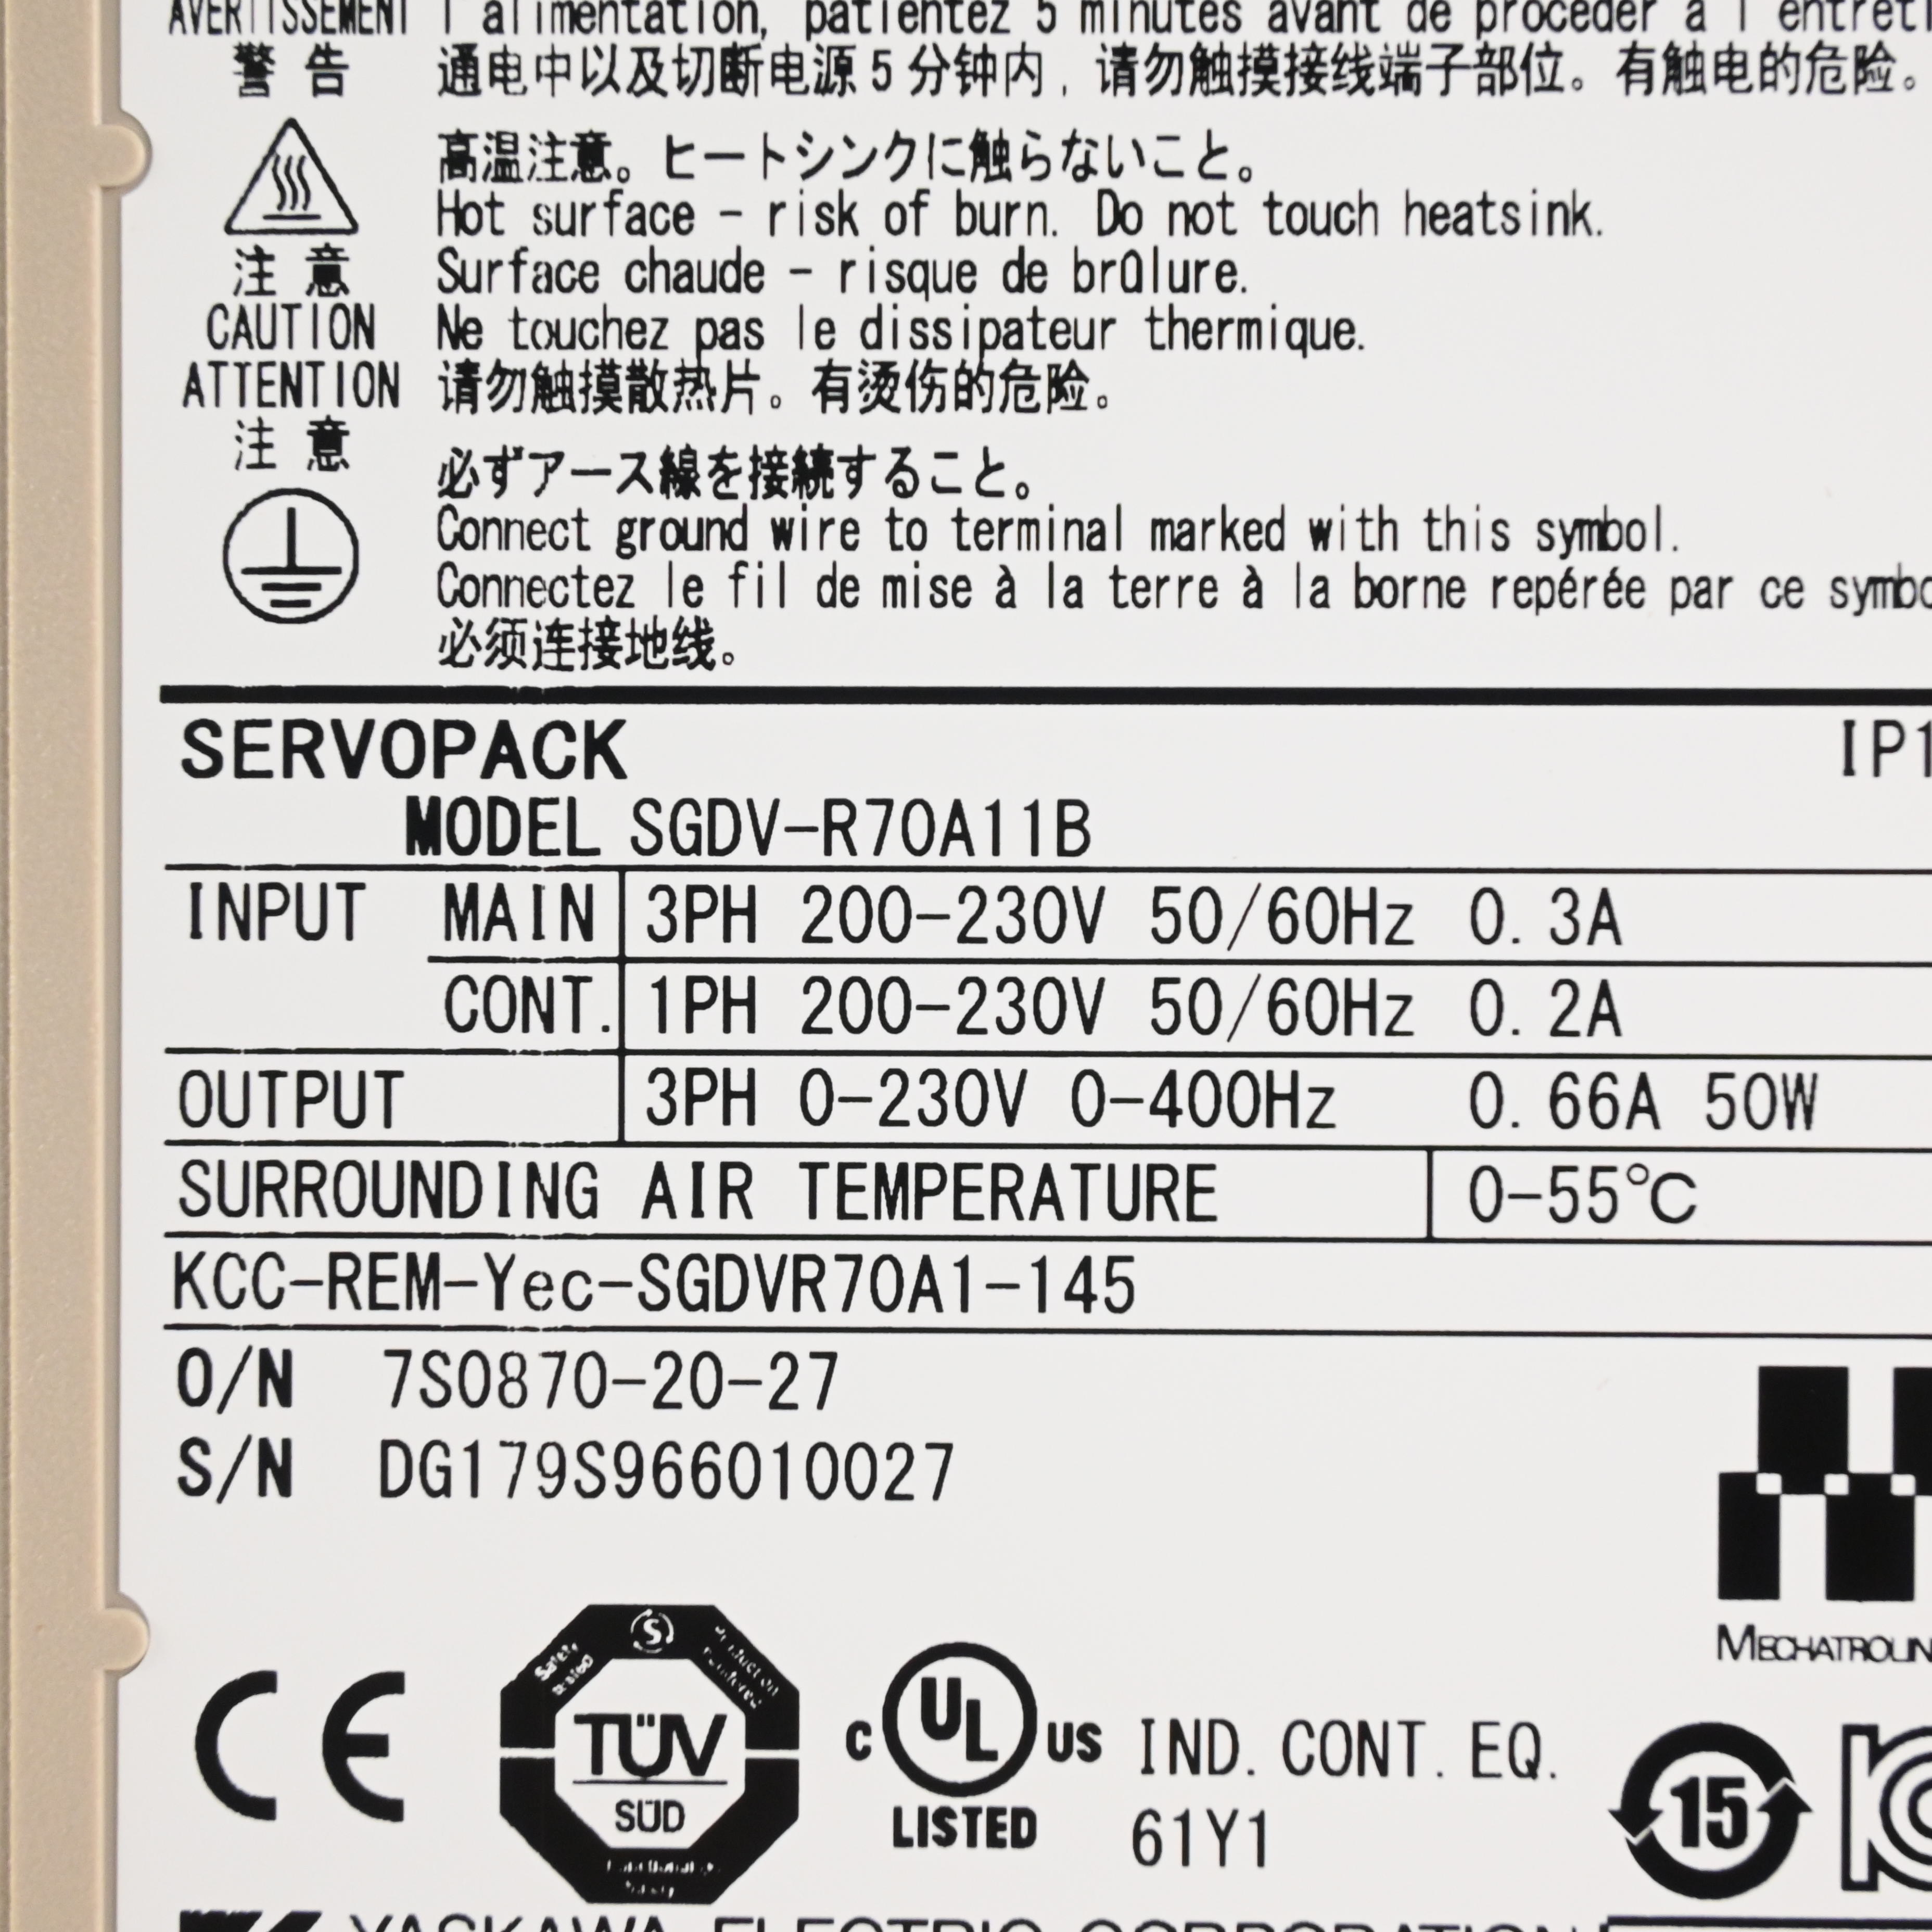 AVERTISSEMENT l'alimentation, patientez 5 minutes avant de procéder à l'entreti
警告 通电中以及切断电源5分钟内，请勿触摸接线端子部位。有触电的危险。
高温注意。ヒートシンクに触らないこと。
Hot surface - risk of burn. Do not touch heatsink.
注意 Surface chaude - risque de brûlure.
CAUTION Ne touchez pas le dissipateur thermique.
ATTENTION 请勿触摸散热片。有烫伤的危险。
注意
必ずアース線を接続すること。
Connect ground wire to terminal marked with this symbol.
Connectez le fil de mise à la terre à la borne repérée par ce symbo
必须连接地线。
SERVOPACK IP1
MODEL SGDV-R70A11B
INPUT MAIN 3PH 200-230V 50/60Hz 0.3A
CONT. 1PH 200-230V 50/60Hz 0.2A
OUTPUT 3PH 0-230V 0-400Hz 0.66A 50W
SURROUNDING AIR TEMPERATURE 0-55℃
KCC-REM-Yec-SGDVR70A1-145
O/N 7S0870-20-27
S/N DG179S966010027
MECHATROLIN
Safety tested S Production
TÜV
SÜD
C UL US LISTED
IND. CONT. EQ.
61Y1
15
YASKAWA ELECTRIC CORPORATION